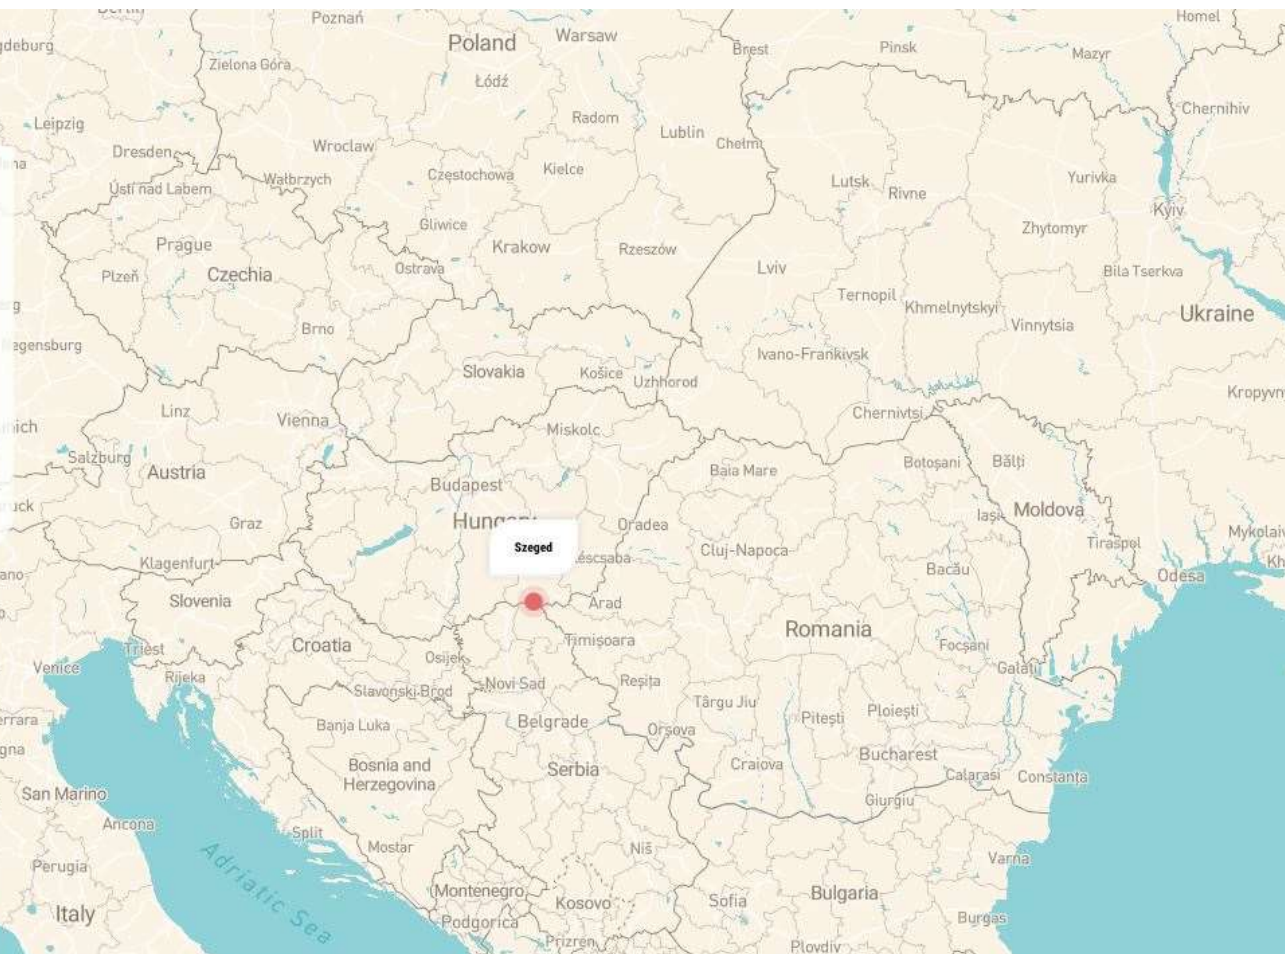 Poznań
Homel
Poland
Warsaw
Brest
Pinsk
Mazyr
Zielona Góra
Łódź
Chernihiv
Leipzig
Radom
Lublin
Chełm
Dresden
Wroclaw
Kielce
Częstochowa
Wałbrzych
Ústí nad Labem
Lutsk
Rivne
Yurivka
Kyiv
Gliwice
Zhytomyr
Prague
Krakow
Rzeszów
Plzeň
Czechia
Ostrava
Lviv
Bila Tserkva
Ternopil
Khmelnytskyi
Ukraine
Brno
Vinnytsia
Ivano-Frankivsk
Slovakia
Košice
Uzhhorod
Linz
Vienna
Chernivtsi
Miskolc
Salzburg
Austria
Budapest
Baia Mare
Botoșani
Bălți
Hungary
Graz
Oradea
Iași
Moldova
Szeged
Cluj-Napoca
Tiraspol
Klagenfurt
Bacău
Odesa
Slovenia
Arad
Romania
Croatia
Timișoara
Focșani
Triest
Venice
Osijek
Galați
Rijeka
Slavonski Brod
Novi Sad
Reșița
Târgu Jiu
Banja Luka
Belgrade
Orșova
Pitești
Ploiești
Bosnia and
Herzegovina
Serbia
Craiova
Bucharest
Calarasi
Constanța
San Marino
Giurgiu
Ancona
Split
Mostar
Niš
Varna
Perugia
Adriatic Sea
Montenegro
Kosovo
Sofia
Bulgaria
Italy
Podgorica
Burgas
Prizren
Plovdiv